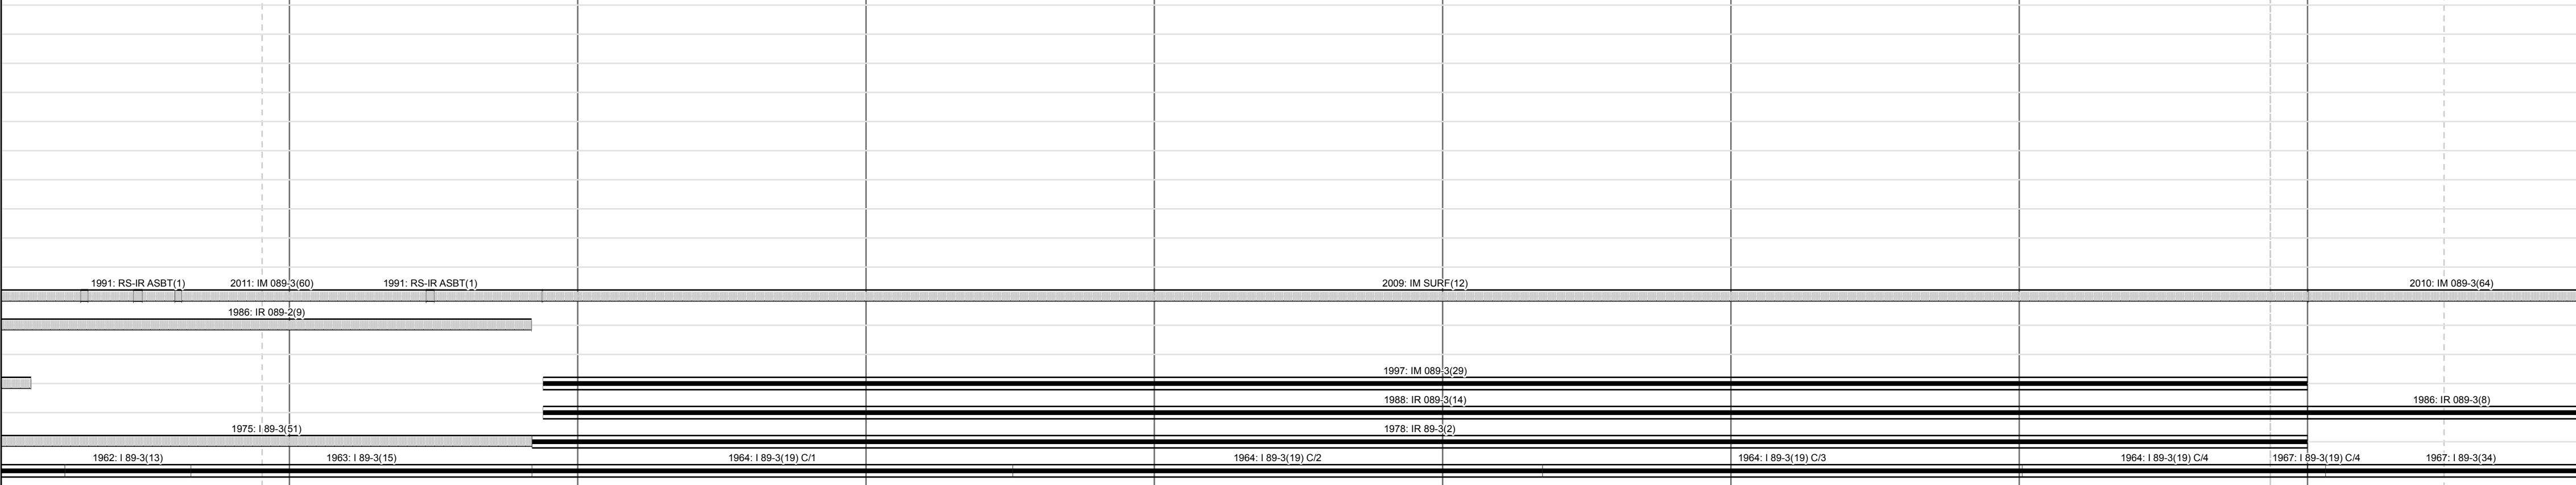 1991: RS-IR ASBT(1)
2011: IM 089-3(60)
1991: RS-IR ASBT(1)
2009: IM SURF(12)
2010: IM 089-3(64)
1986: IR 089-2(9)
1997: IM 089-3(29)
1988: IR 089-3(14)
1986: IR 089-3(8)
1975: I 89-3(51)
1978: IR 89-3(2)
1962: I 89-3(13)
1963: I 89-3(15)
1964: I 89-3(19) C/1
1964: I 89-3(19) C/2
1964: I 89-3(19) C/3
1964: I 89-3(19) C/4
1967: I 89-3(19) C/4
1967: I 89-3(34)